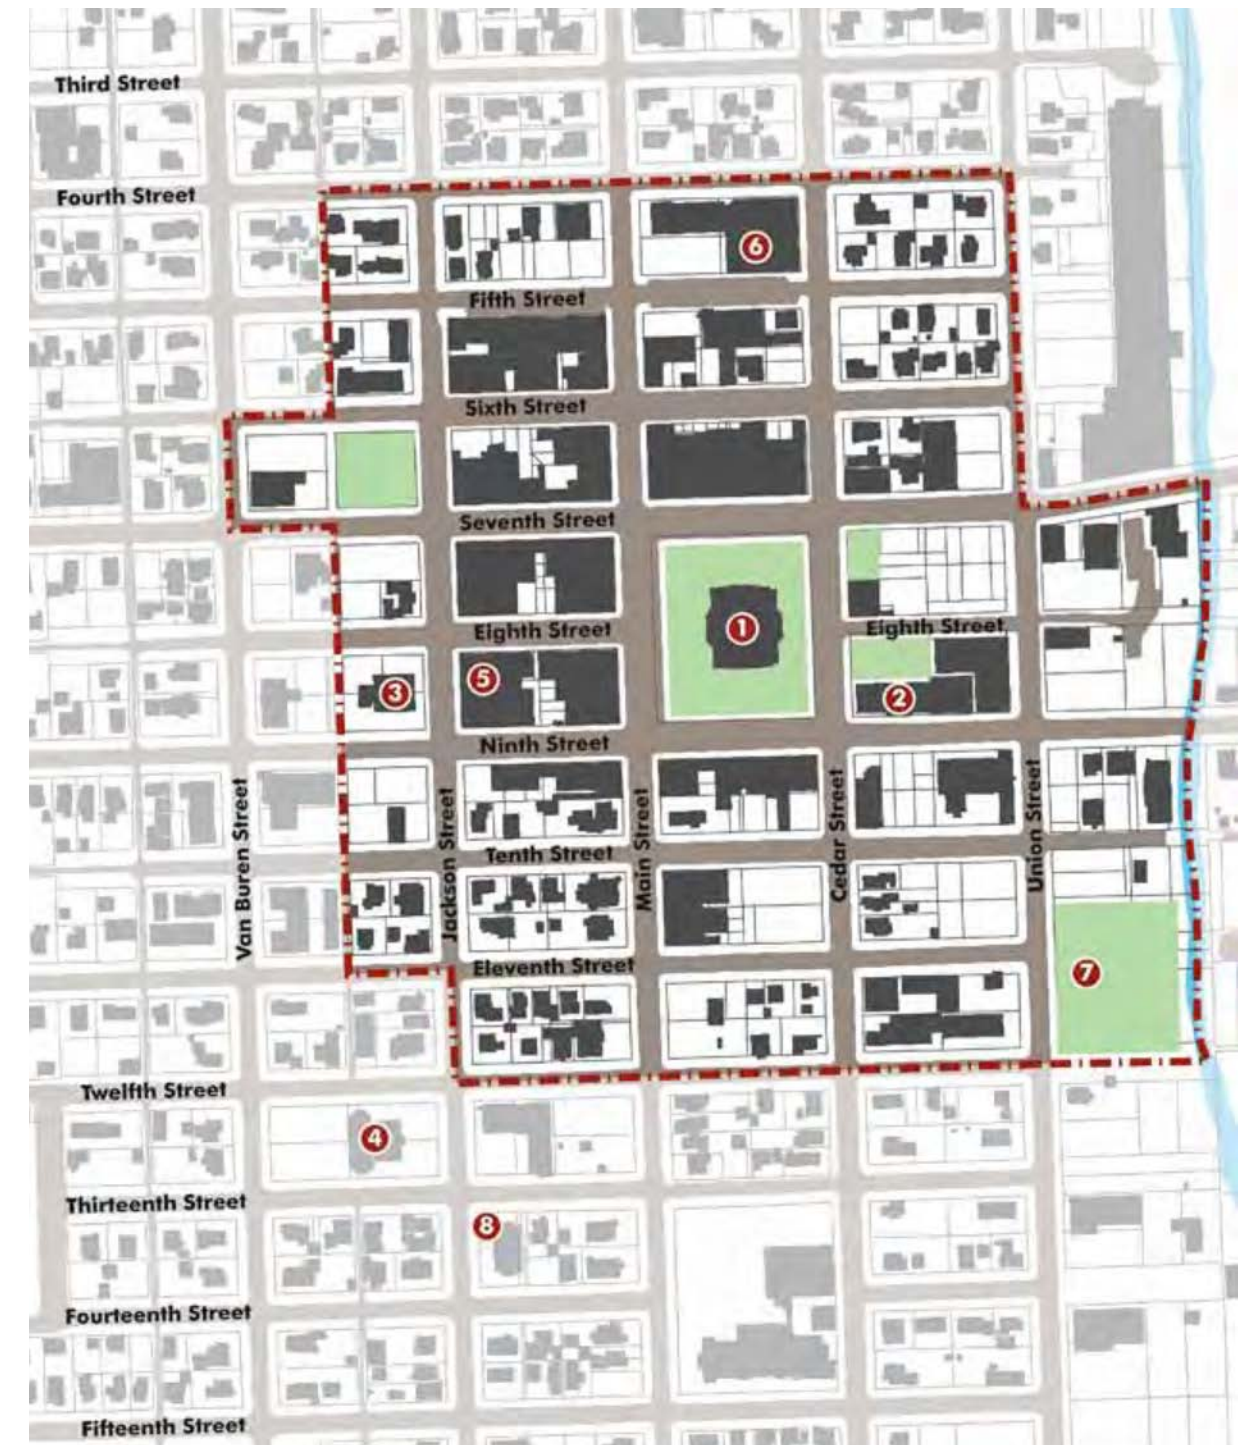 Third Street
Fourth Street
6
Fifth Street
Sixth Street
Seventh Street
Eighth Street
1
Eighth Street
3
5
2
Ninth Street
Van Buren Street
Jackson Street
Main Street
Cedar Street
Union Street
Tenth Street
Eleventh Street
7
Twelfth Street
4
Thirteenth Street
8
Fourteenth Street
Fifteenth Street